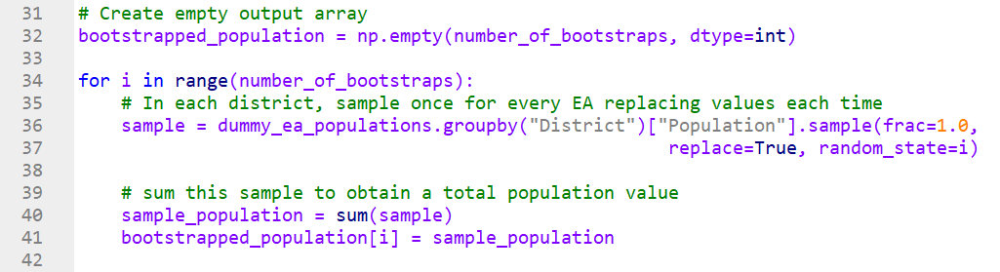 31 # Create empty output array
32 bootstrapped_population = np.empty(number_of_bootstraps, dtype=int)
33
34 for i in range(number_of_bootstraps):
35     # In each district, sample once for every EA replacing values each time
36     sample = dummy_ea_populations.groupby("District")["Population"].sample(frac=1.0,
37                                                        replace=True, random_state=i)
38
39     # sum this sample to obtain a total population value
40     sample_population = sum(sample)
41     bootstrapped_population[i] = sample_population
42